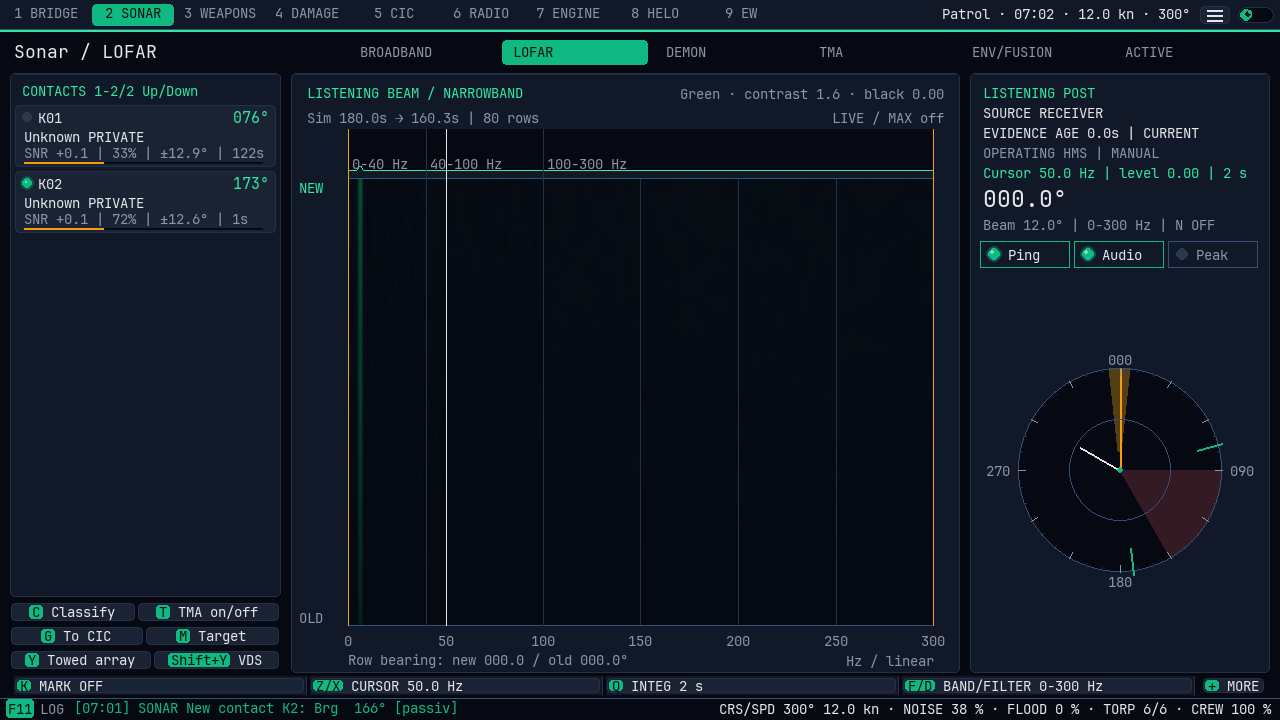 1 BRIDGE 2 SONAR 3 WEAPONS 4 DAMAGE 5 CIC 6 RADIO 7 ENGINE 8 HELO 9 EW Patrol · 07:02 · 12.0 kn · 300°
Sonar / LOFAR BROADBAND LOFAR DEMON TMA ENV/FUSION ACTIVE
CONTACTS 1-2/2 Up/Down
K01 076°
Unknown PRIVATE
SNR +0.1 | 33% | ±12.9° | 122s
K02 173°
Unknown PRIVATE
SNR +0.1 | 72% | ±12.6° | 1s
C Classify T TMA on/off
G To CIC M Target
Y Towed array Shift+Y VDS
LISTENING BEAM / NARROWBAND Green · contrast 1.6 · black 0.00
Sim 180.0s → 160.3s | 80 rows LIVE / MAX off
0-40 Hz 40-100 Hz 100-300 Hz
NEW
OLD
0 50 100 150 200 250 300
Row bearing: new 000.0 / old 000.0° Hz / linear
LISTENING POST
SOURCE RECEIVER
EVIDENCE AGE 0.0s | CURRENT
OPERATING HMS | MANUAL
Cursor 50.0 Hz | level 0.00 | 2 s
000.0°
Beam 12.0° | 0-300 Hz | N OFF
Ping Audio Peak
000
270 090
180
K MARK OFF Z/X CURSOR 50.0 Hz Q INTEG 2 s F/D BAND/FILTER 0-300 Hz + MORE
F11 LOG [07:01] SONAR New contact K2: Brg 166° [passiv] CRS/SPD 300° 12.0 kn · NOISE 38 % · FLOOD 0 % · TORP 6/6 · CREW 100 %